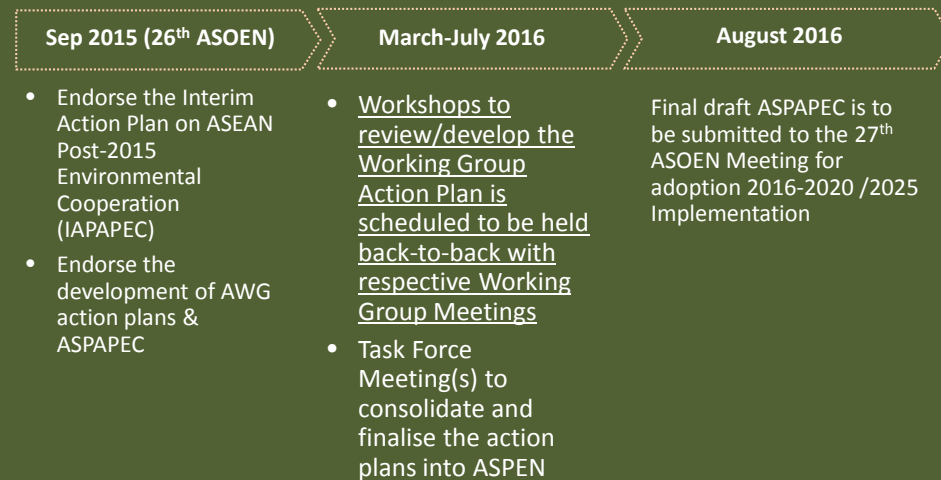 Sep 2015 (26th ASOEN)
• Endorse the Interim
Action Plan on ASEAN
Post-2015
Environmental
Cooperation
(IAPAPEC)
• Endorse the
development of AWG
action plans &
ASPAPEC
March-July 2016
• Workshops to
review/develop the
Working Group
Action Plan is
scheduled to be held
back-to-back with
respective Working
Group Meetings
• Task Force
Meeting(s) to
consolidate and
finalise the action
plans into ASPEN
August 2016
Final draft ASPAPEC is to
be submitted to the 27th
ASOEN Meeting for
adoption 2016-2020 /2025
Implementation